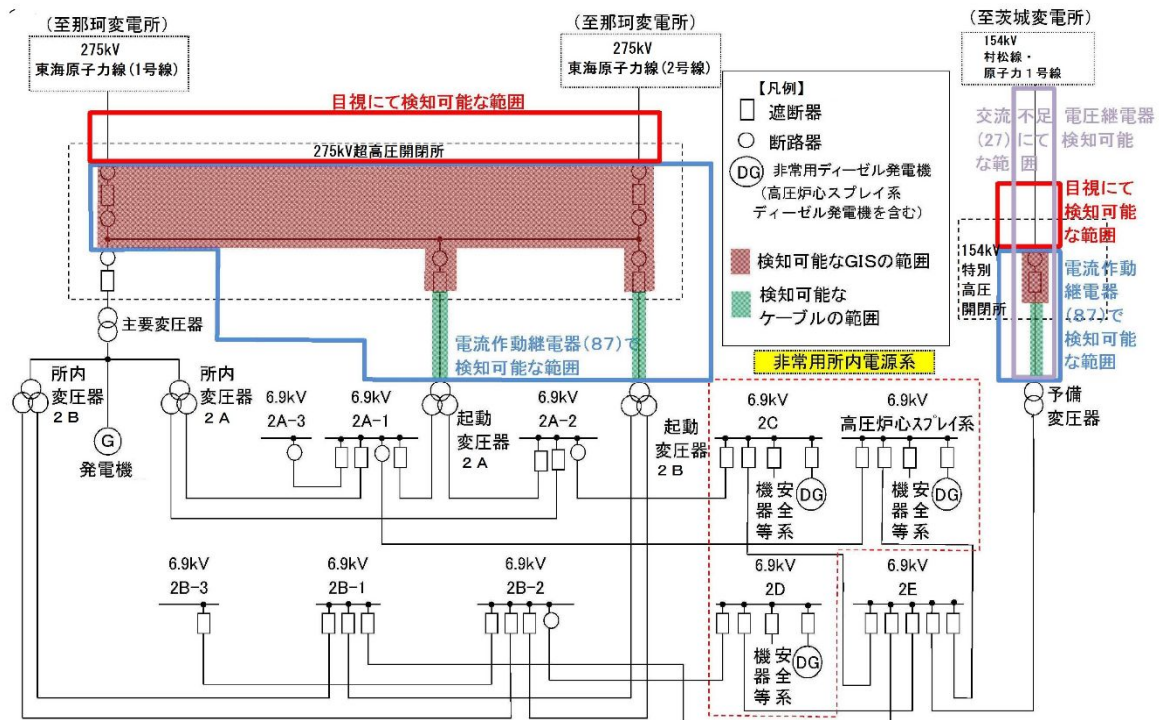 (至那珂変電所)
275kV
東海原子力線(1号線)
(至那珂変電所)
275kV
東海原子力線(2号線)
(至茨城変電所)
154kV
村松線・
原子力1号線
目視にて検知可能な範囲
275kV超高圧開閉所
【凡例】
遮断器
断路器
DG
非常用ディーゼル発電機
(高圧炉心スプレイ系
ディーゼル発電機を含む)
検知可能なGISの範囲
検知可能な
ケーブルの範囲
交流不足電圧継電器
(27)にて検知可能
な範囲
目視にて
検知可能
な範囲
154kV
特別
高圧
開閉所
電流作動
継電器
(87)で
検知可能
な範囲
主要変圧器
電流作動継電器(87)で
検知可能な範囲
非常用所内電源系
所内
変圧器
2B
所内
変圧器
2A
G
発電機
6.9kV
2A-3
6.9kV
2A-1
起動
変圧器
2A
6.9kV
2A-2
起動
変圧器
2B
6.9kV
2C
6.9kV
高圧炉心スプレイ系
予備
変圧器
安全系
機器等
DG
安全系
機器等
DG
6.9kV
2B-3
6.9kV
2B-1
6.9kV
2B-2
6.9kV
2D
6.9kV
2E
安全系
機器等
DG